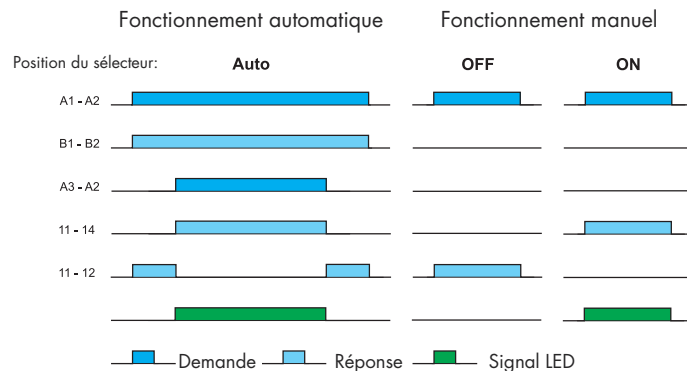 Fonctionnement automatique Fonctionnement manuel
Position du sélecteur: Auto OFF ON
A1 - A2
B1 - B2
A3 - A2
11 - 14
11 - 12
Demande Réponse Signal LED